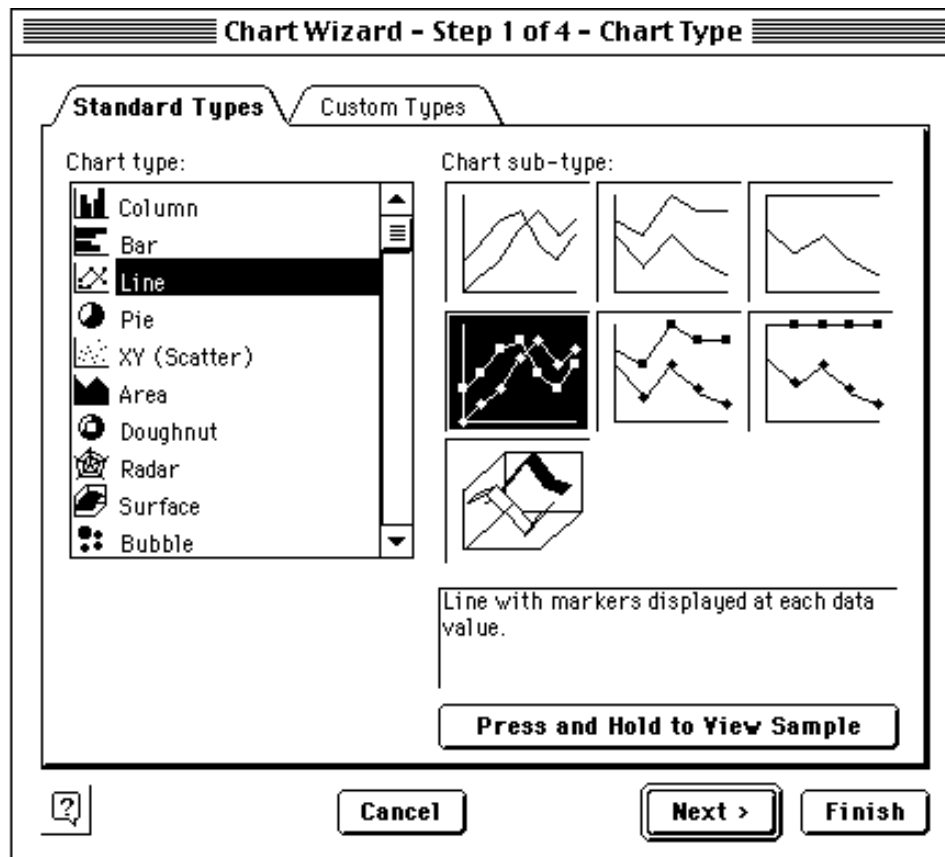 Chart Wizard – Step 1 of 4 – Chart Type
Standard Types
Custom Types
Chart type:
Column
Bar
Line
Pie
XY (Scatter)
Area
Doughnut
Radar
Surface
Bubble
Chart sub-type:
Line with markers displayed at each data
value.
Press and Hold to View Sample
?
Cancel
Next >
Finish